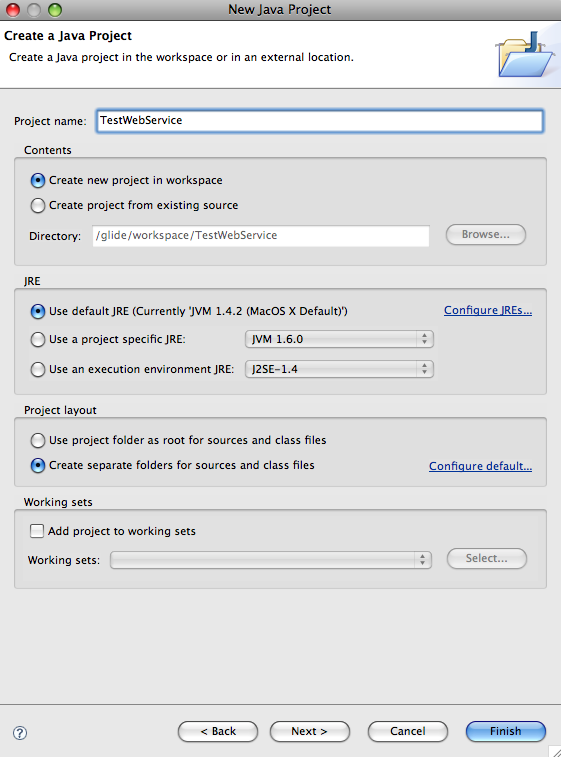 New Java Project
Create a Java Project
Create a Java project in the workspace or in an external location.
Project name: TestWebService
Contents
Create new project in workspace
Create project from existing source
Directory: /glide/workspace/TestWebService Browse...
JRE
Use default JRE (Currently 'JVM 1.4.2 (MacOS X Default)') Configure JREs...
Use a project specific JRE: JVM 1.6.0
Use an execution environment JRE: J2SE-1.4
Project layout
Use project folder as root for sources and class files
Create separate folders for sources and class files Configure default...
Working sets
Add project to working sets
Working sets: Select...
? < Back Next > Cancel Finish